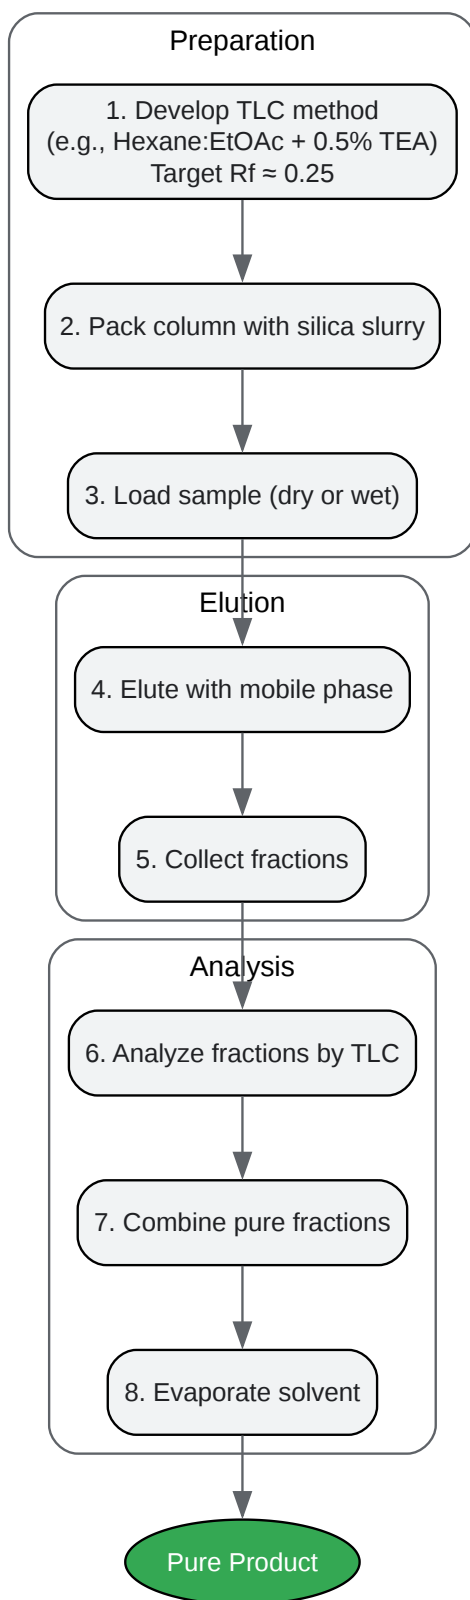 Preparation
1. Develop TLC method
(e.g., Hexane:EtOAc + 0.5% TEA)
Target Rf ≈ 0.25
2. Pack column with silica slurry
3. Load sample (dry or wet)
Elution
4. Elute with mobile phase
5. Collect fractions
Analysis
6. Analyze fractions by TLC
7. Combine pure fractions
8. Evaporate solvent
Pure Product